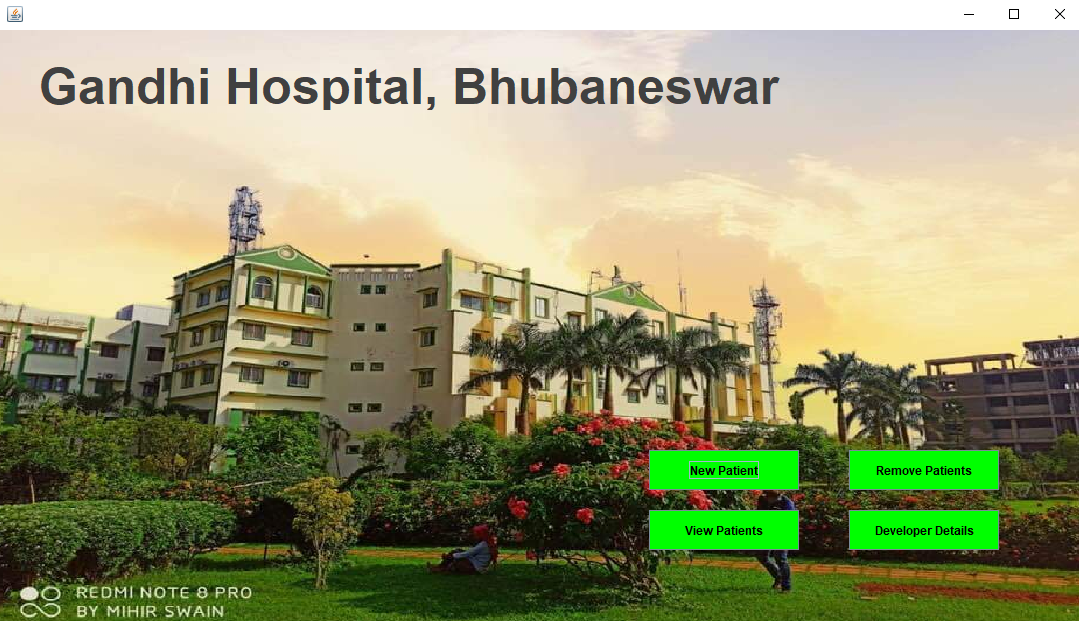 Gandhi Hospital, Bhubaneswar
New Patient
Remove Patients
View Patients
Developer Details
REDMI NOTE 8 PRO
BY MIHIR SWAIN